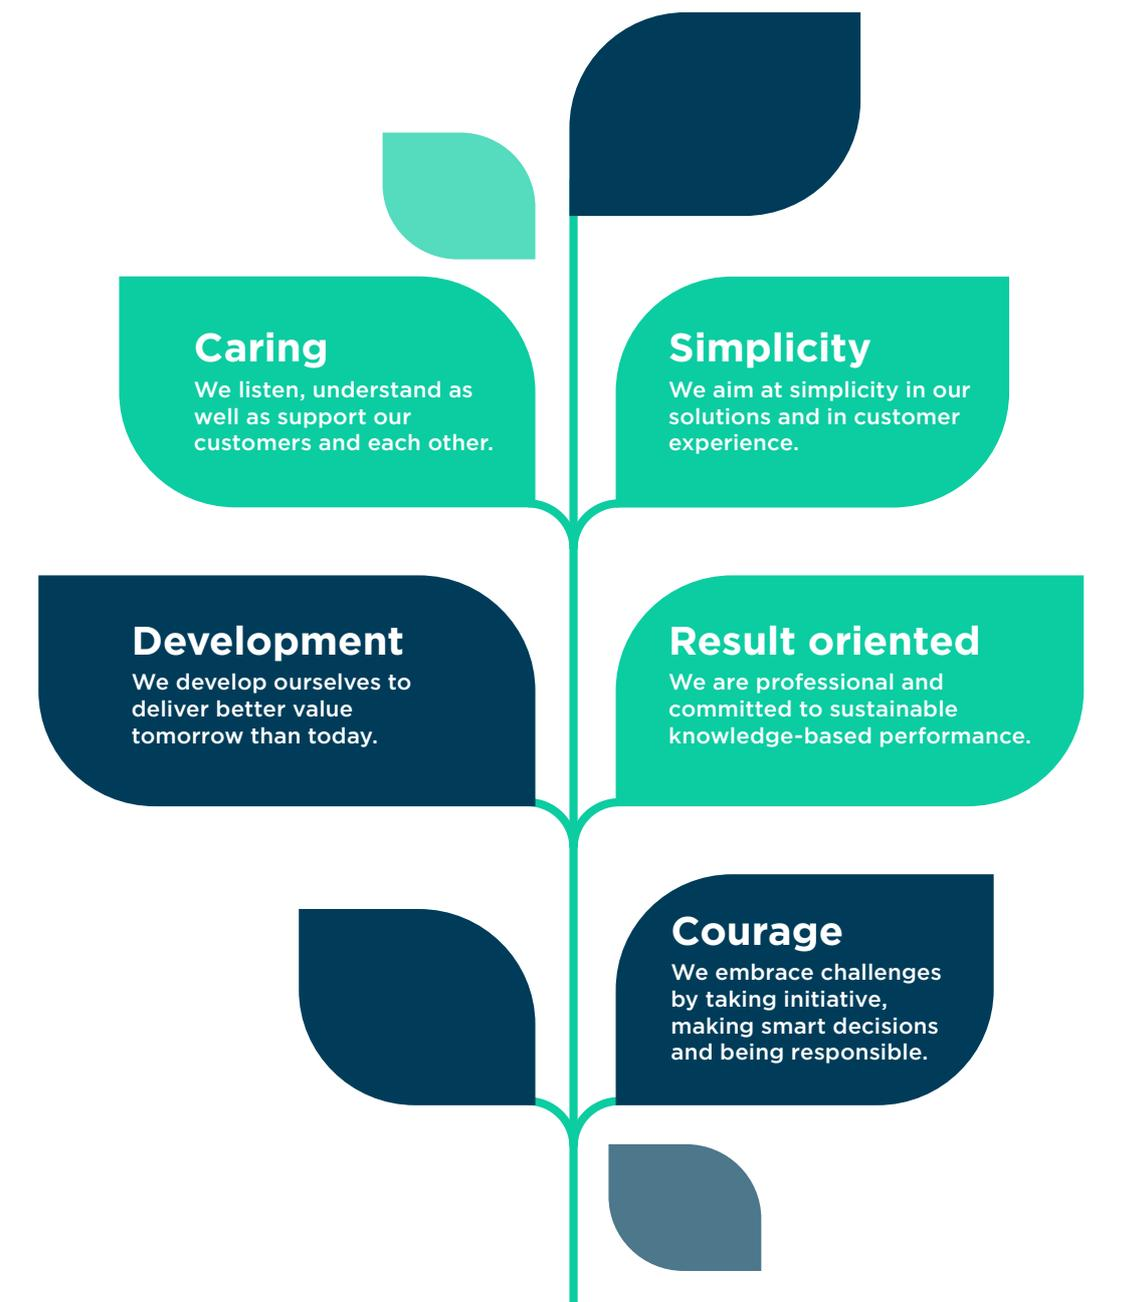 Caring
We listen, understand as
well as support our
customers and each other.
Simplicity
We aim at simplicity in our
solutions and in customer
experience.
Development
We develop ourselves to
deliver better value
tomorrow than today.
Result oriented
We are professional and
committed to sustainable
knowledge-based performance.
Courage
We embrace challenges
by taking initiative,
making smart decisions
and being responsible.